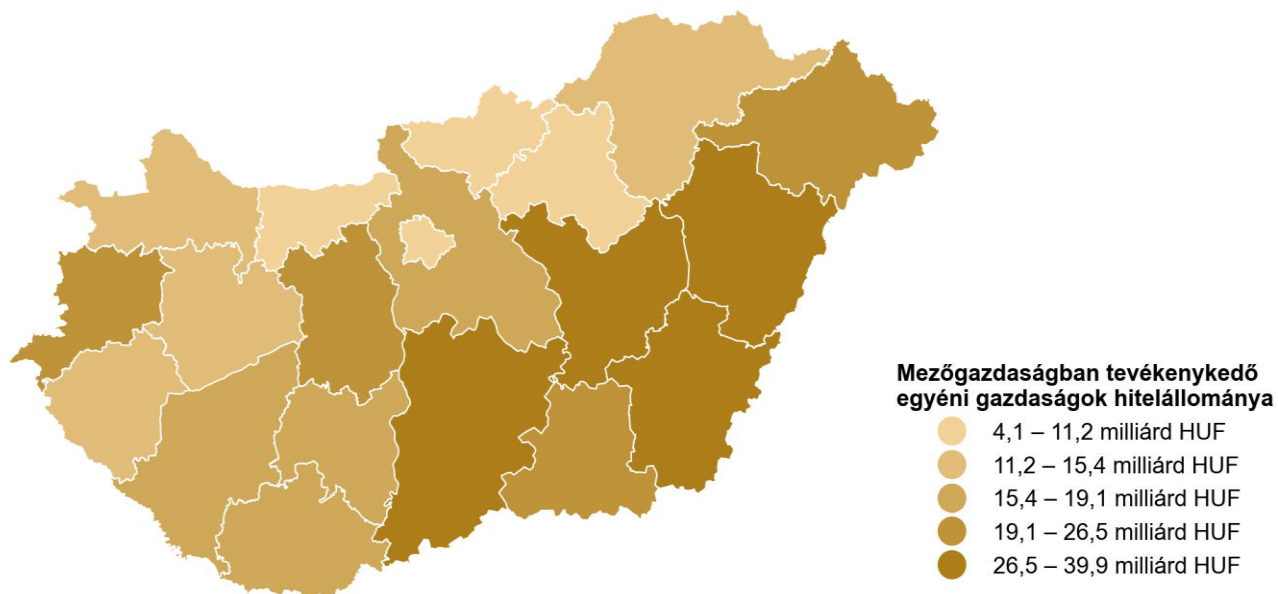 Mezőgazdaságban tevékenykedő
egyéni gazdaságok hitelállománya
4,1 – 11,2 milliárd HUF
11,2 – 15,4 milliárd HUF
15,4 – 19,1 milliárd HUF
19,1 – 26,5 milliárd HUF
26,5 – 39,9 milliárd HUF